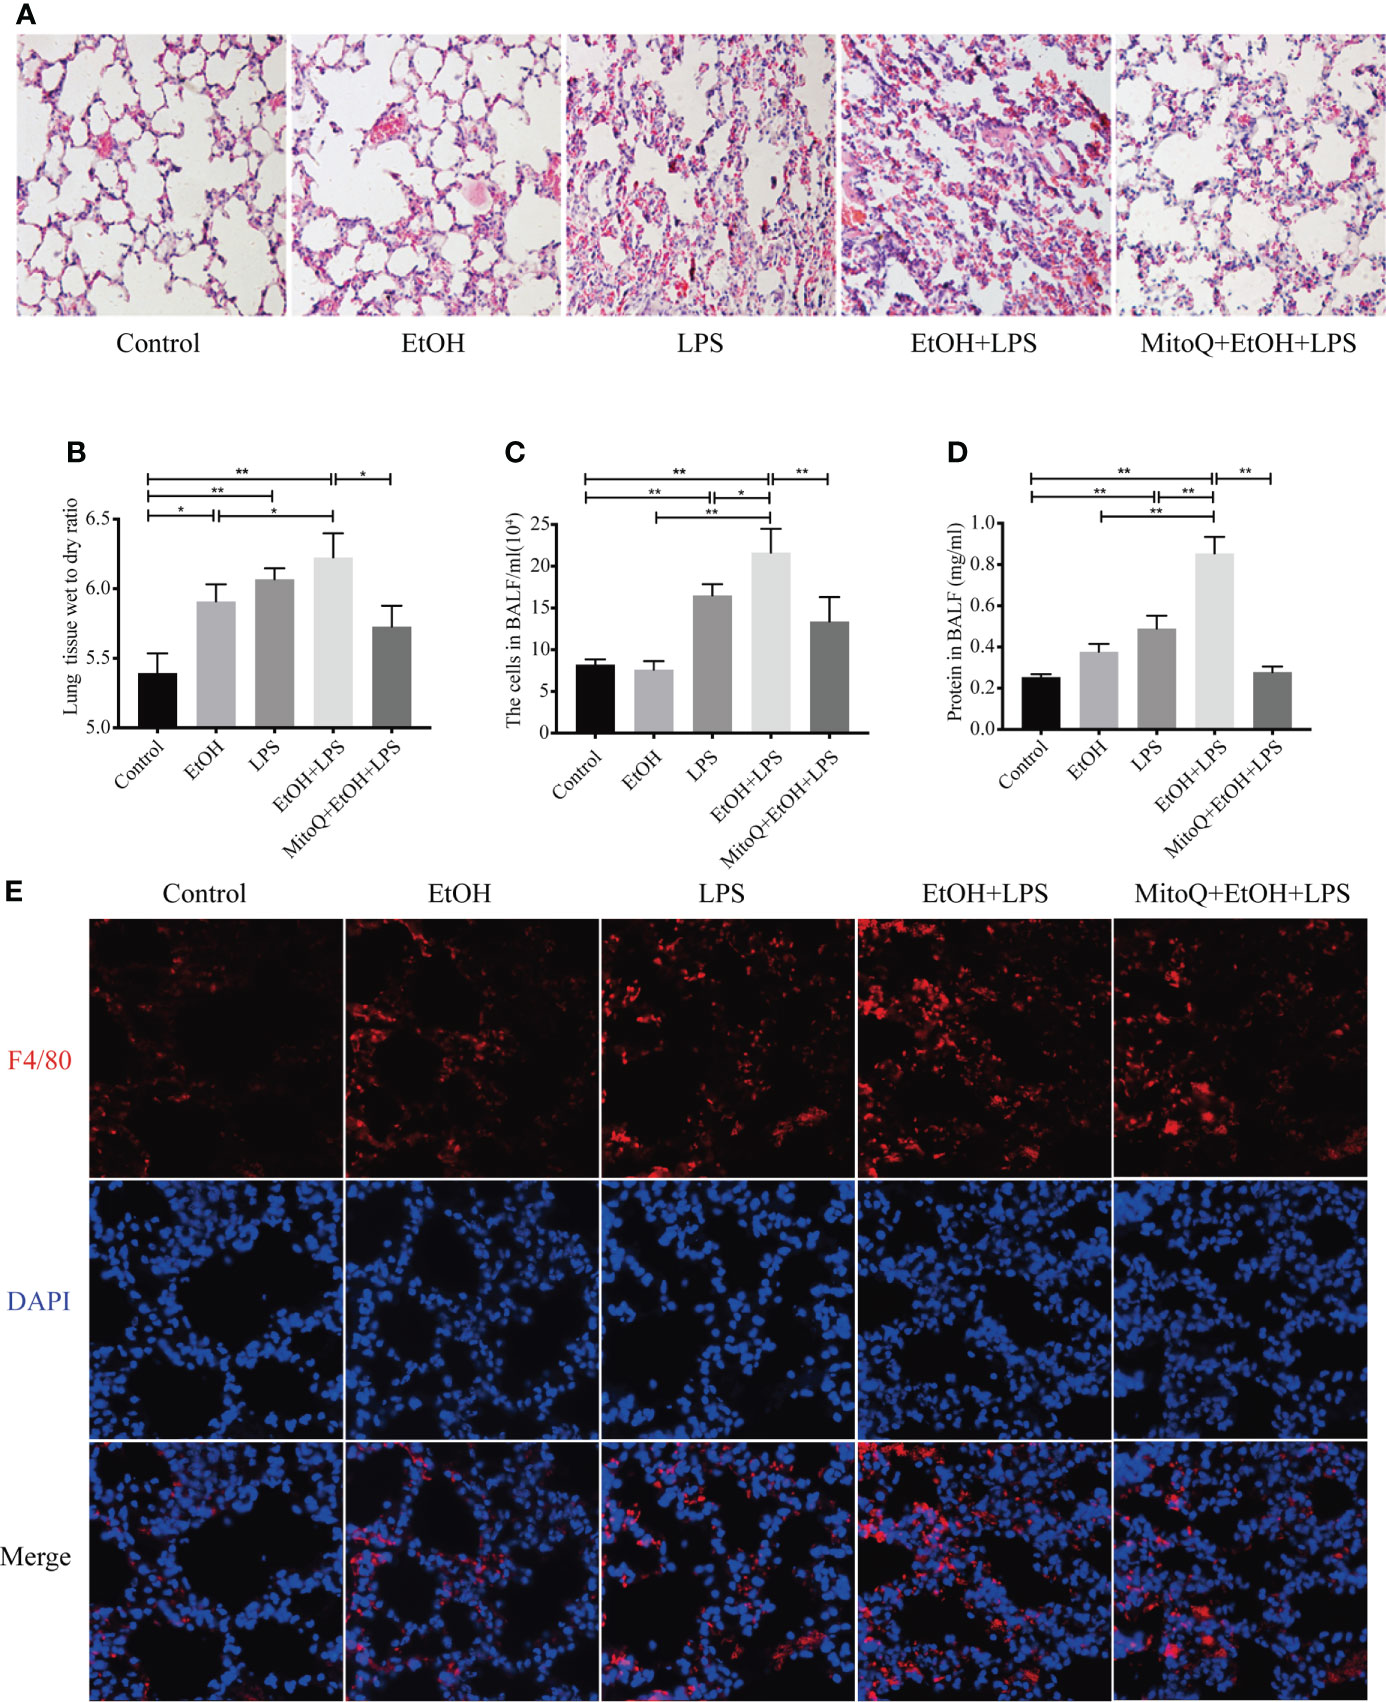 A
Control EtOH LPS EtOH+LPS MitoQ+EtOH+LPS
B
** *
**
* *
Lung tissue wet to dry ratio
6.5
6.0
5.5
5.0
Control EtOH LPS EtOH+LPS MitoQ+EtOH+LPS
C
** **
** *
**
The cells in BALF/ml(10⁴)
25
20
15
10
5
0
Control EtOH LPS EtOH+LPS MitoQ+EtOH+LPS
D
** **
** **
**
Protein in BALF (mg/ml)
1.0
0.8
0.6
0.4
0.2
0.0
Control EtOH LPS EtOH+LPS MitoQ+EtOH+LPS
E
Control EtOH LPS EtOH+LPS MitoQ+EtOH+LPS
F4/80
DAPI
Merge